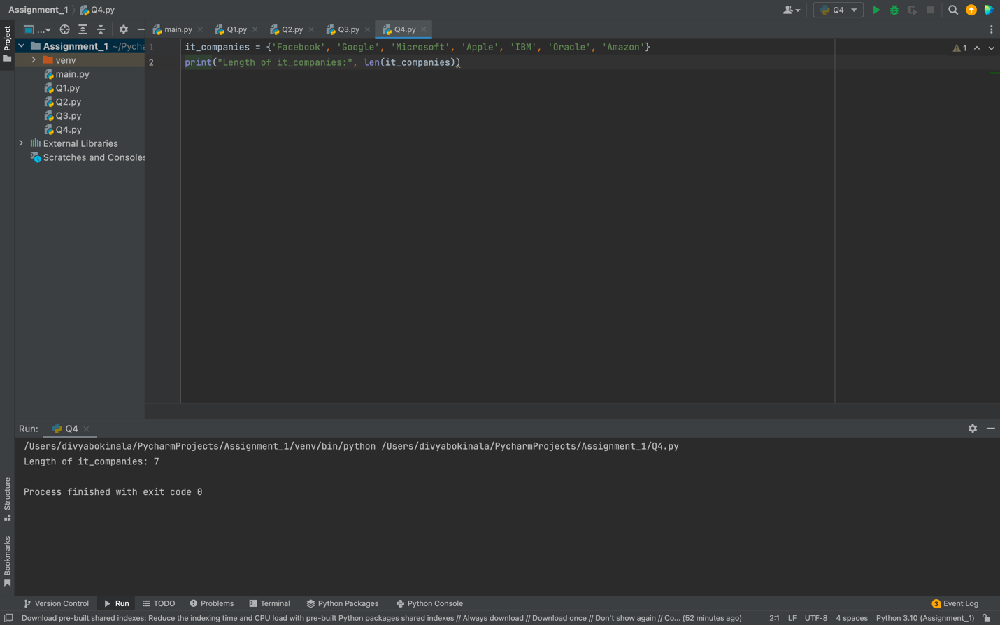 Assignment_1 Q4.py Q4
Project ... main.py Q1.py Q2.py Q3.py Q4.py
Assignment_1 ~/Pycha
venv
main.py
Q1.py
Q2.py
Q3.py
Q4.py
External Libraries
Scratches and Consoles
1 it_companies = {'Facebook', 'Google', 'Microsoft', 'Apple', 'IBM', 'Oracle', 'Amazon'} 1
2 print("Length of it_companies:", len(it_companies))
Run: Q4
/Users/divyabokinala/PycharmProjects/Assignment_1/venv/bin/python /Users/divyabokinala/PycharmProjects/Assignment_1/Q4.py
Length of it_companies: 7
Process finished with exit code 0
Structure
Bookmarks
Version Control Run TODO Problems Terminal Python Packages Python Console 3 Event Log
Download pre-built shared indexes: Reduce the indexing time and CPU load with pre-built Python packages shared indexes // Always download // Download once // Don't show again // Co... (52 minutes ago) 2:1 LF UTF-8 4 spaces Python 3.10 (Assignment_1)